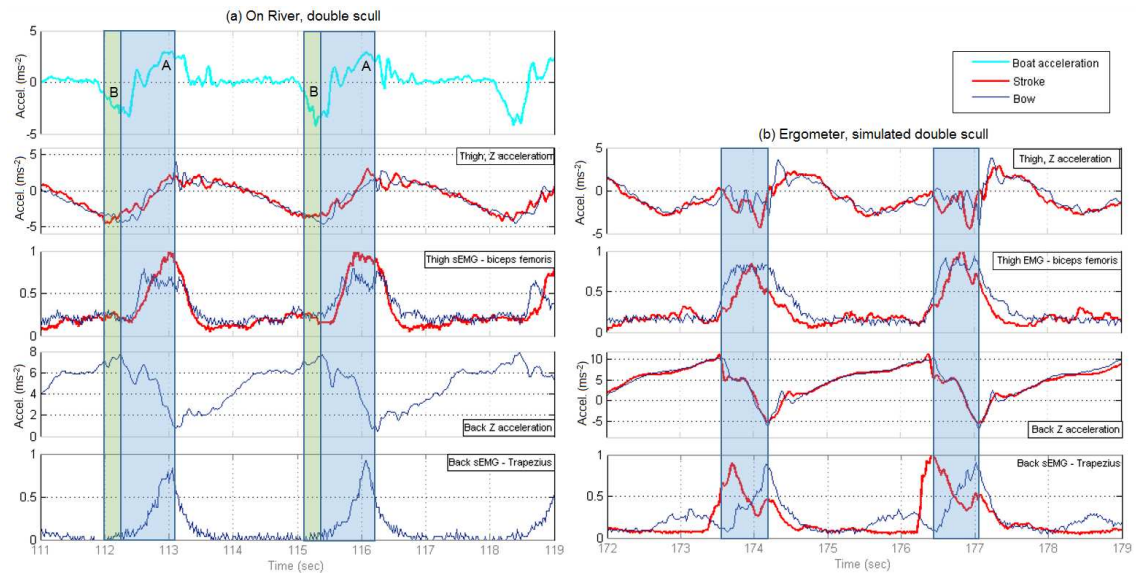 (a) On River, double scull
Accel. (ms⁻²)
5
0
-5
B
A
B
A
Boat acceleration
Stroke
Bow
Thigh, Z acceleration
5
0
-5
Thigh sEMG - biceps femoris
1
0.5
0
Accel. (ms⁻²)
8
6
4
2
0
Back Z acceleration
Back sEMG - Trapezius
1
0.5
0
111 112 113 114 115 116 117 118 119
Time (sec)
(b) Ergometer, simulated double scull
Accel. (ms⁻²)
5
0
-5
Thigh, Z acceleration
Thigh EMG - biceps femoris
1
0.5
0
Accel. (ms⁻²)
10
5
0
-5
Back Z acceleration
Back sEMG - Trapezius
1
0.5
0
172 173 174 175 176 177 178 179
Time (sec)